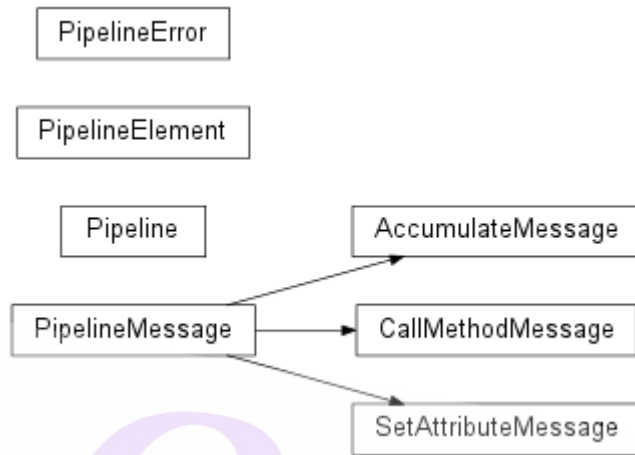 PipelineError
PipelineElement
Pipeline
AccumulateMessage
PipelineMessage
CallMethodMessage
SetAttributeMessage